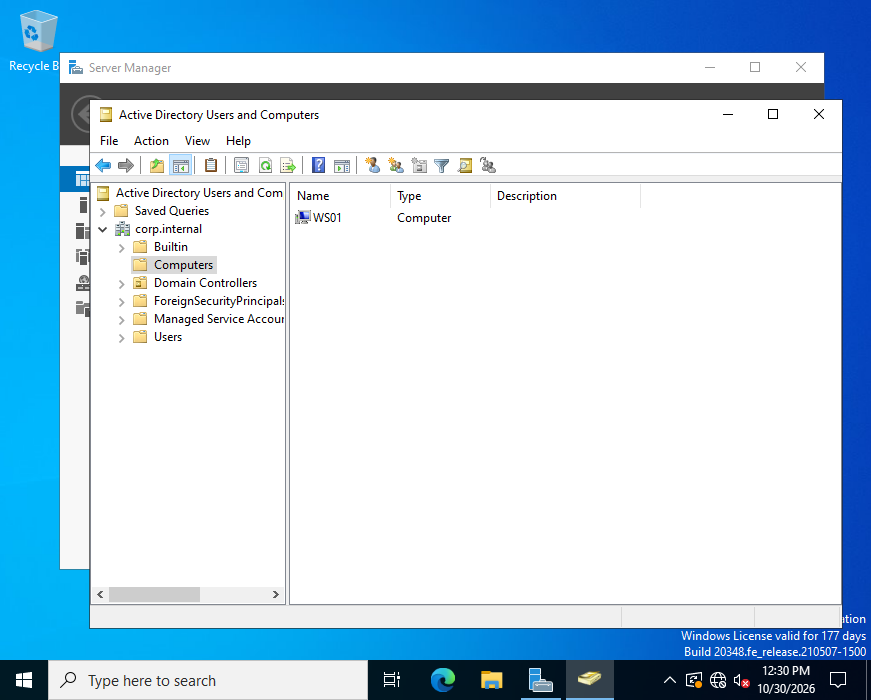 Recycle B
Server Manager
Active Directory Users and Computers
File Action View Help
Active Directory Users and Com
Saved Queries
corp.internal
Builtin
Computers
Domain Controllers
ForeignSecurityPrincipals
Managed Service Accour
Users
Name Type Description
WS01 Computer
ation
Windows License valid for 177 days
Build 20348.fe_release.210507-1500
Type here to search
12:30 PM
10/30/2026